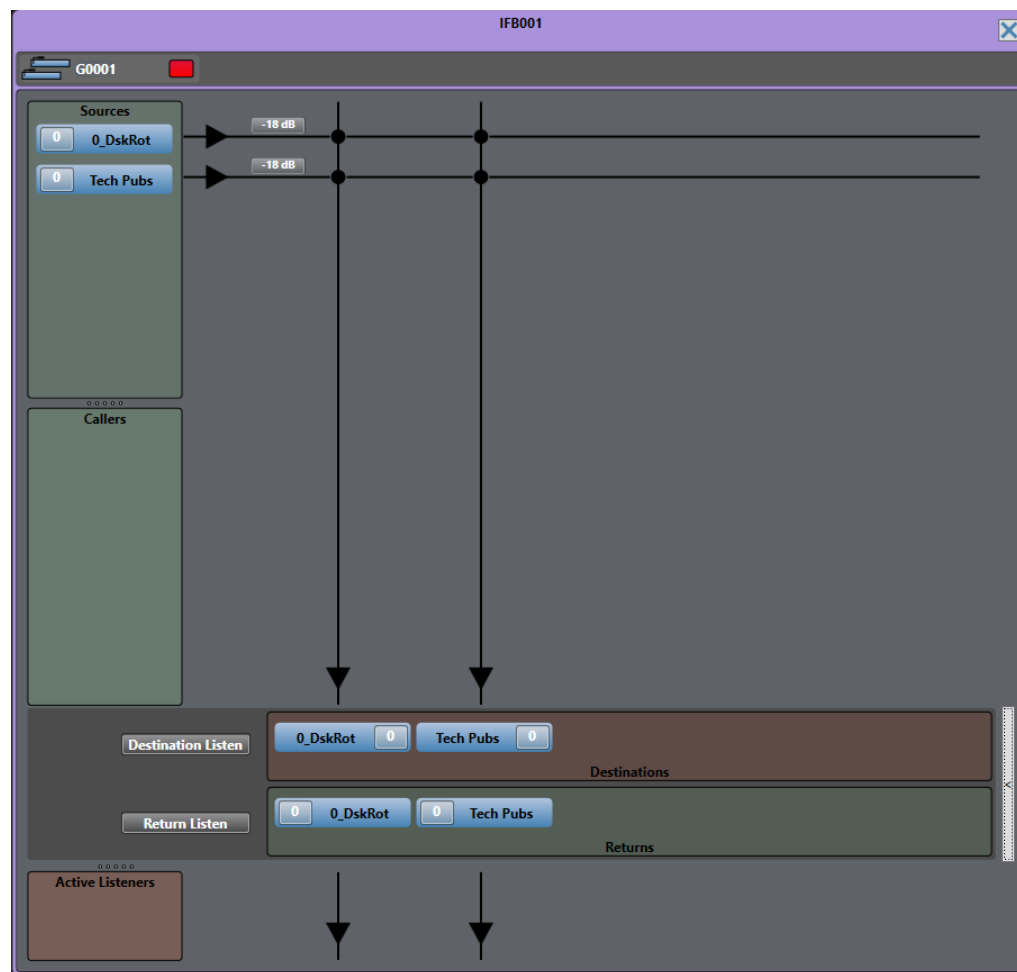 IFB001
G0001
Sources
0 0_DskRot
-18 dB
0 Tech Pubs
-18 dB
Callers
Destination Listen
0_DskRot 0 Tech Pubs 0
Destinations
<
Return Listen
0 0_DskRot 0 Tech Pubs
Returns
Active Listeners